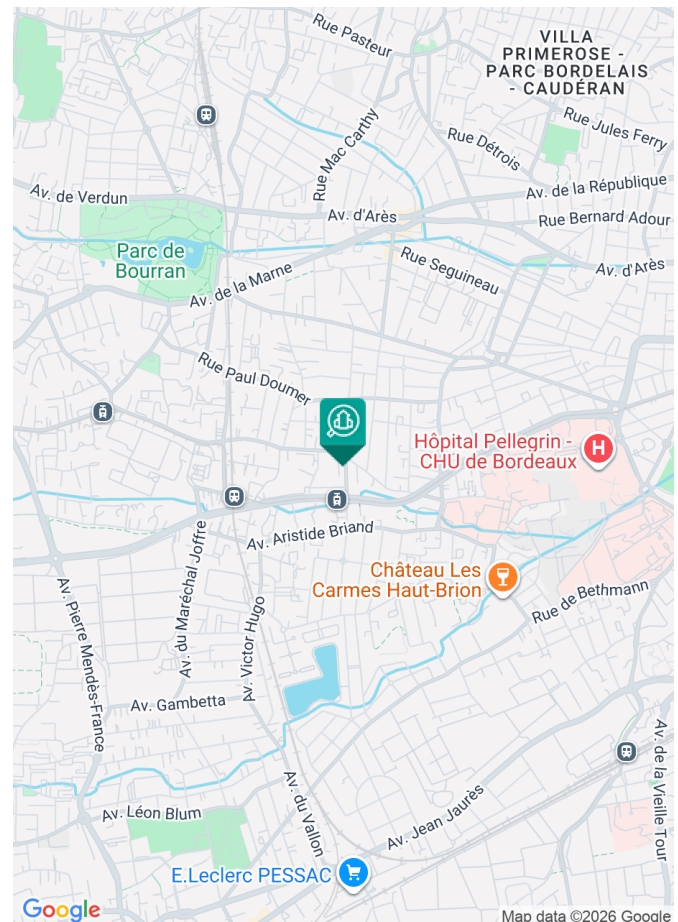 Rue Pasteur
VILLA
PRIMEROSE -
PARC BORDELAIS
- CAUDÉRAN
Rue Mac Carthy
Rue Jules Ferry
Rue Détrois
Av. de Verdun
Av. de la République
Av. d'Arès
Rue Bernard Adour
Parc de
Bourran
Rue Seguineau
Av. d'Arès
Av. de la Marne
Rue Paul Doumer
Hôpital Pellegrin -
CHU de Bordeaux
H
Av. Aristide Briand
Av. du Maréchal Joffre
Château Les
Carmes Haut-Brion
Av. Pierre Mendès-France
Av. Victor Hugo
Rue de Bethmann
Av. Gambetta
Av. de la Vieille Tour
Av. du Vallon
Av. Léon Blum
Av. Jean Jaurès
E.Leclerc PESSAC
Google
Map data ©2026 Google